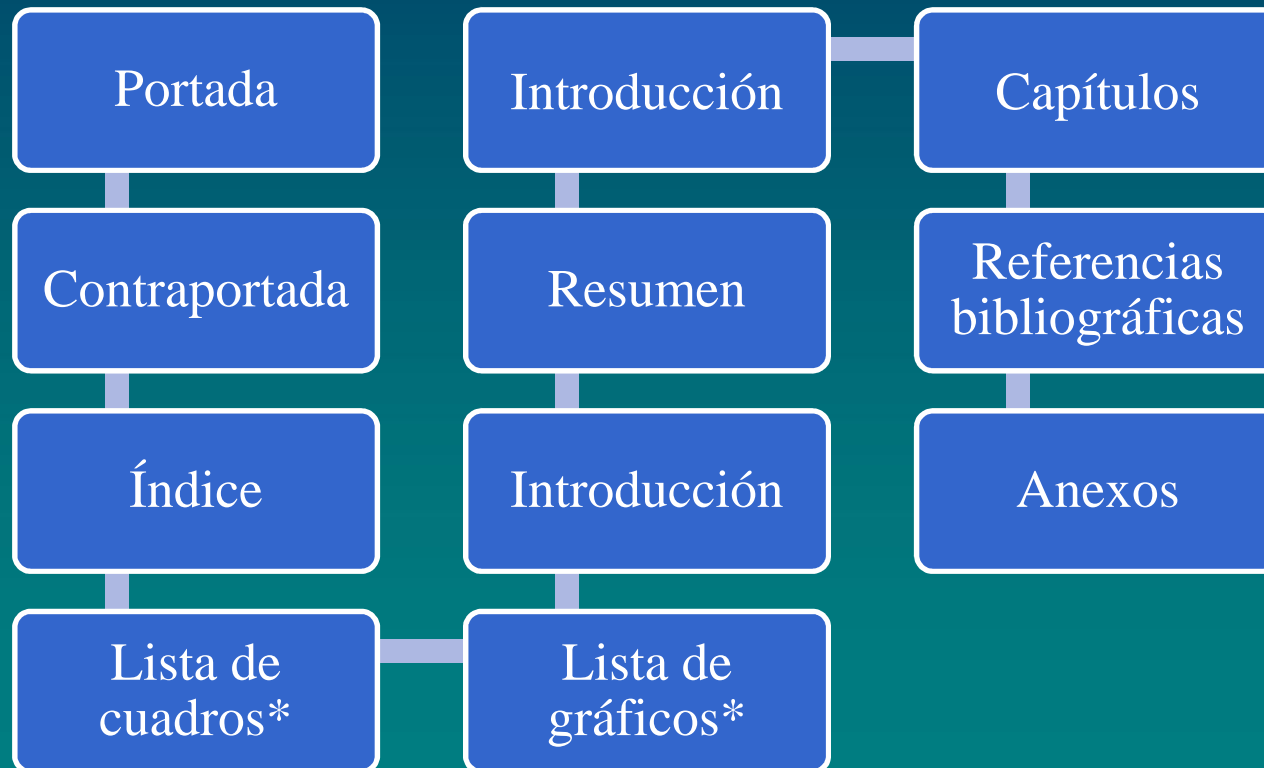 Portada
Contraportada
Índice
Lista de
cuadros*
Lista de
gráficos*
Introducción
Resumen
Introducción
Capítulos
Referencias
bibliográficas
Anexos